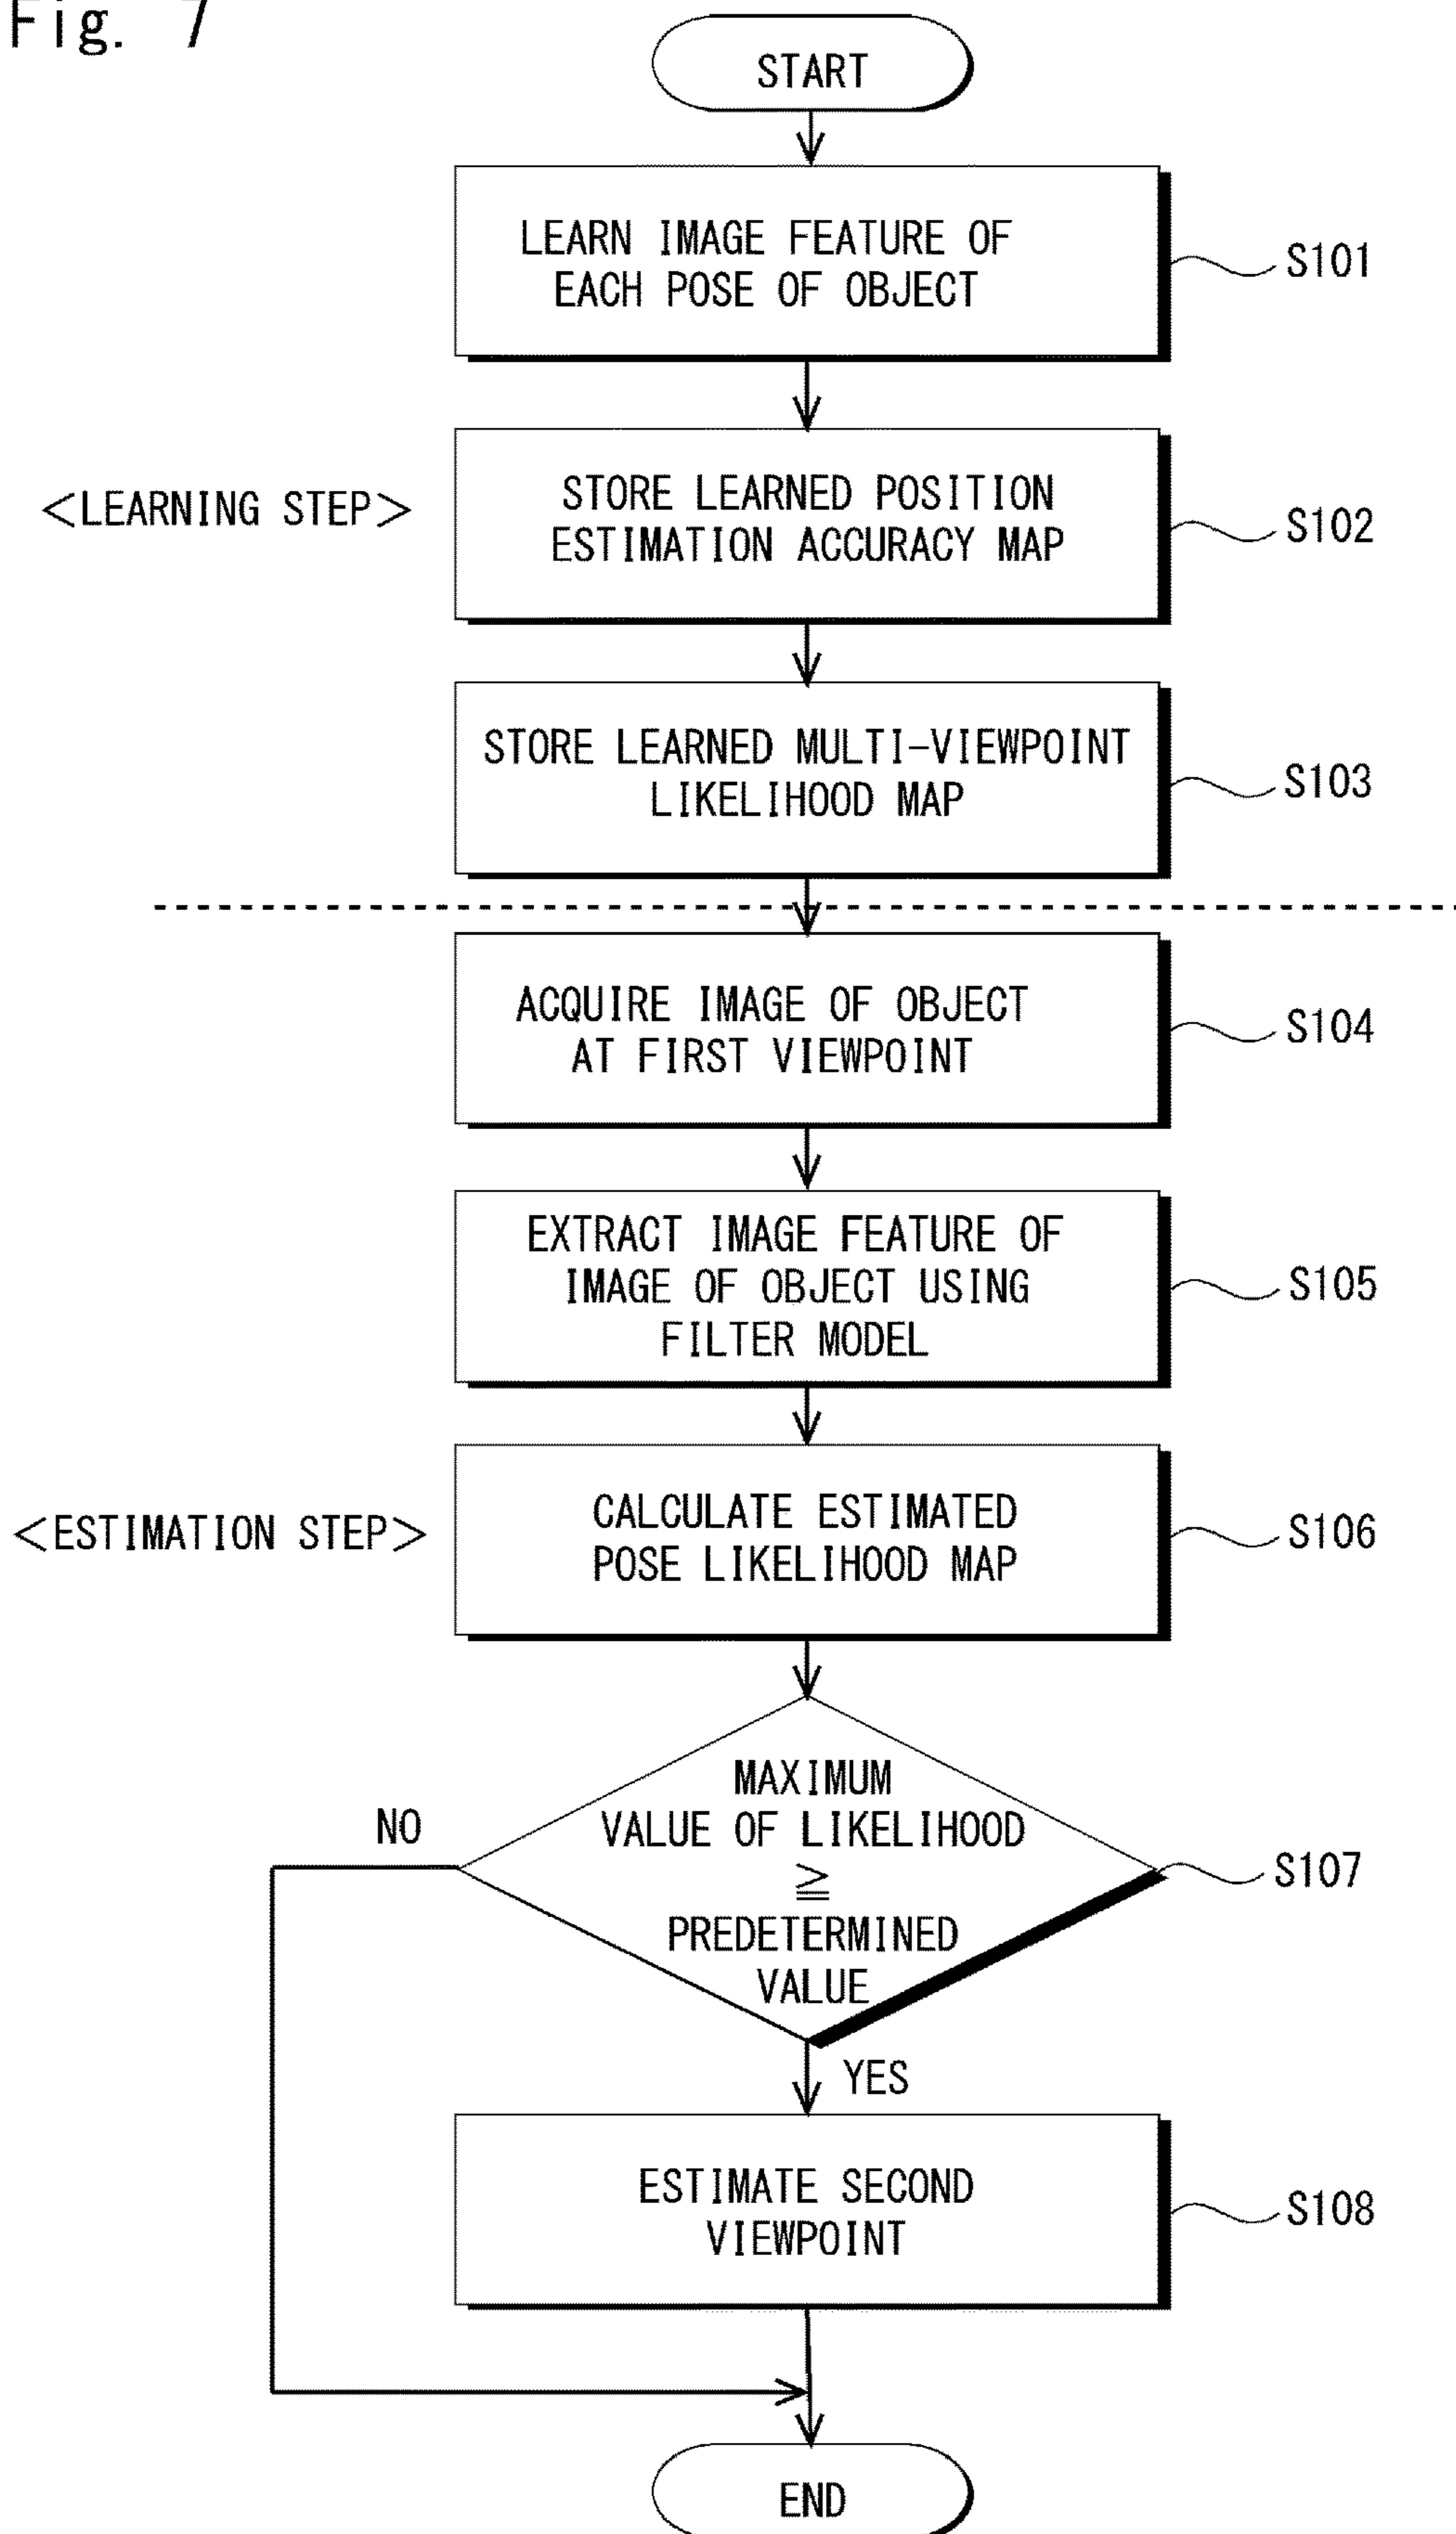 Fig. 7
START
LEARN IMAGE FEATURE OF
EACH POSE OF OBJECT
S101
<LEARNING STEP>
STORE LEARNED POSITION
ESTIMATION ACCURACY MAP
S102
STORE LEARNED MULTI-VIEWPOINT
LIKELIHOOD MAP
S103
ACQUIRE IMAGE OF OBJECT
AT FIRST VIEWPOINT
S104
EXTRACT IMAGE FEATURE OF
IMAGE OF OBJECT USING
FILTER MODEL
S105
<ESTIMATION STEP>
CALCULATE ESTIMATED
POSE LIKELIHOOD MAP
S106
MAXIMUM
VALUE OF LIKELIHOOD
≧
PREDETERMINED
VALUE
S107
NO
YES
ESTIMATE SECOND
VIEWPOINT
S108
END